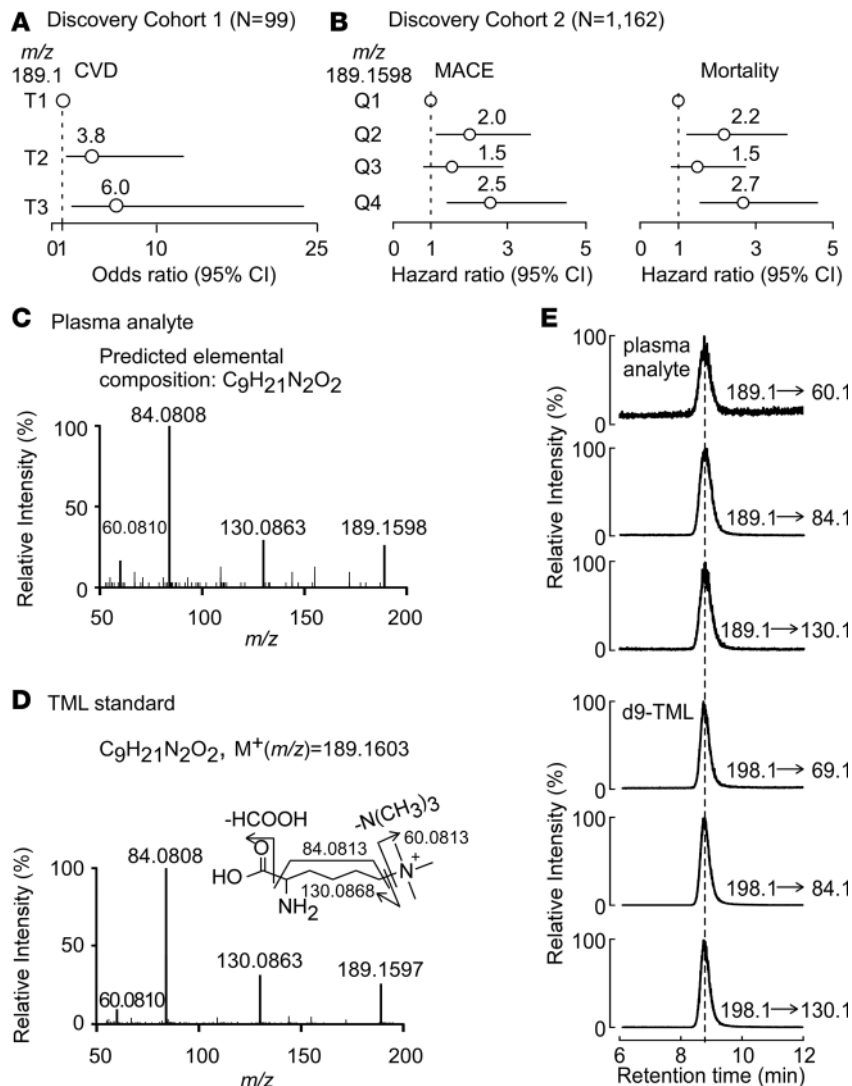 A Discovery Cohort 1 (N=99)
m/z
189.1
CVD
T1
T2
3.8
T3
6.0
01 10 25
Odds ratio (95% CI)
B Discovery Cohort 2 (N=1,162)
m/z
189.1598
MACE
Q1
Q2
2.0
Q3
1.5
Q4
2.5
0 1 3 5
Hazard ratio (95% CI)
Mortality
2.2
1.5
2.7
0 1 3 5
Hazard ratio (95% CI)
C Plasma analyte
Predicted elemental
composition: C9H21N2O2
Relative Intensity (%)
100
50
0
84.0808
60.0810
130.0863
189.1598
50 100 150 200
m/z
D TML standard
C9H21N2O2, M+(m/z)=189.1603
-HCOOH
-N(CH3)3
60.0813
84.0813
130.0868
O
HO
NH2
N+
Relative Intensity (%)
100
50
0
84.0808
60.0810
130.0863
189.1597
50 100 150 200
m/z
E
Relative Intensity (%)
plasma
analyte
100
0
189.1→60.1
100
0
189.1→84.1
100
0
189.1→130.1
Relative Intensity (%)
d9-TML
100
0
198.1→69.1
100
0
198.1→84.1
100
0
198.1→130.1
6 8 10 12
Retention time (min)